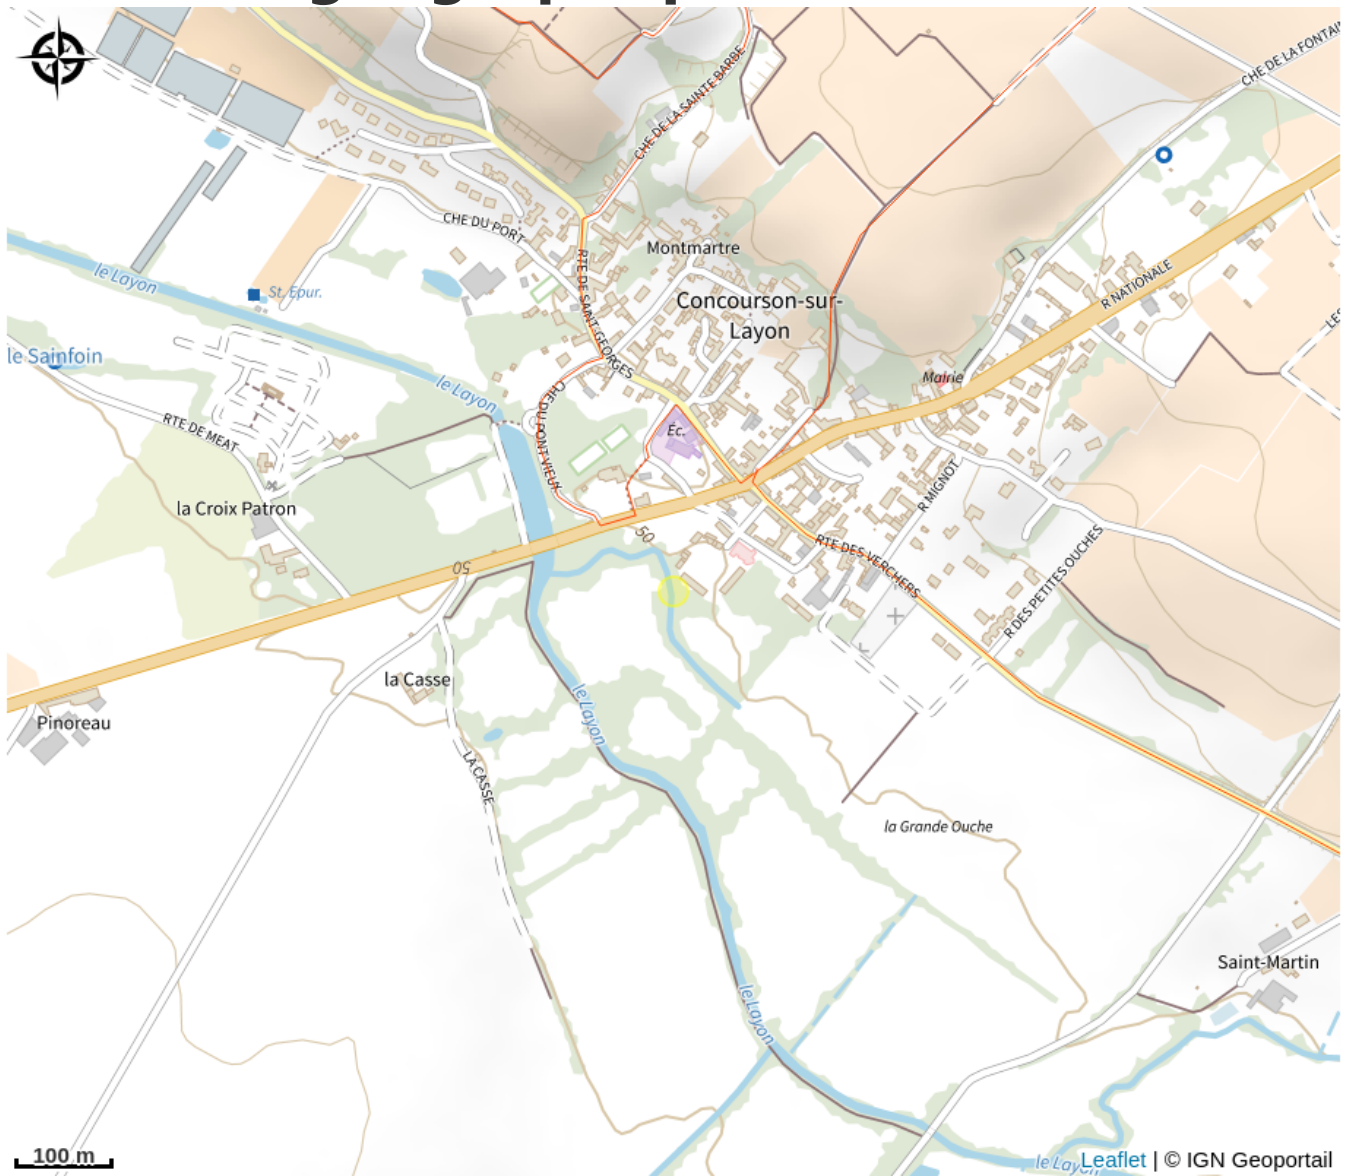 CHE DE LA FONTAI
CHE DE LA SAINTE BARBE
CHE DU PORT
Montmartre
RTE DE SAINT-GEORGES
Concourson-sur-
Layon
R NATIONALE
le Layon
St. Epur.
le Sainfoin
LES
Mairie
le Layon
CHE DU PONT VIEUX
RTE DE MEAT
Éc.
R MIGNOT
la Croix Patron
50
50
RTE DES VERCHERS
R DES PETITES OUCHES
la Casse
le Layon
Pinoreau
LA CASSE
la Grande Ouche
Saint-Martin
le Layon
100 m
le Layon
Leaflet | © IGN Geoportail